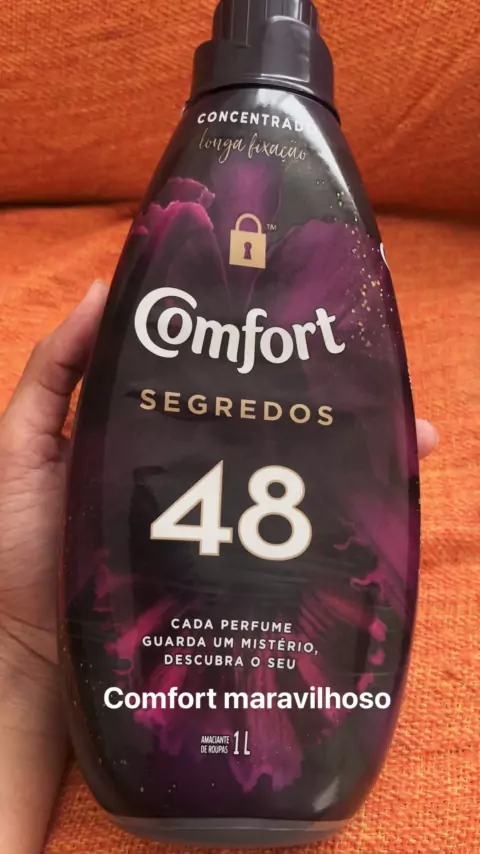 CONCENTRADO
longa fixação
TM
Comfort
SEGREDOS
48
CADA PERFUME
GUARDA UM MISTÉRIO,
DESCUBRA O SEU
Comfort maravilhoso
AMACIANTE
DE ROUPAS 1L